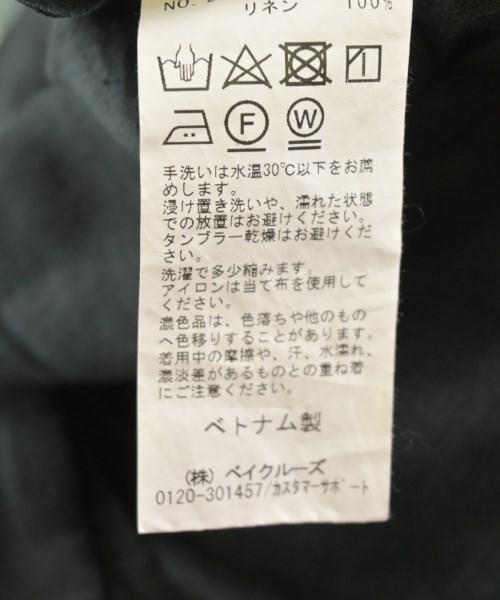 NO.
リネン 100%
F W
手洗いは水温30℃以下をお薦
めします。
浸け置き洗いや、濡れた状態
での放置はお避けください。
タンブラー乾燥はお避けくだ
さい。
洗濯で多少縮みます。
アイロンは当て布を使用して
ください。
濃色品は、色落ちや他のもの
へ色移りすることがあります。
着用中の摩擦や、汗、水濡れ、
濃淡差があるものとの重ね着
にご注意ください。
ベトナム製
(株) ベイクルーズ
0120-301457/カスタマーサポート